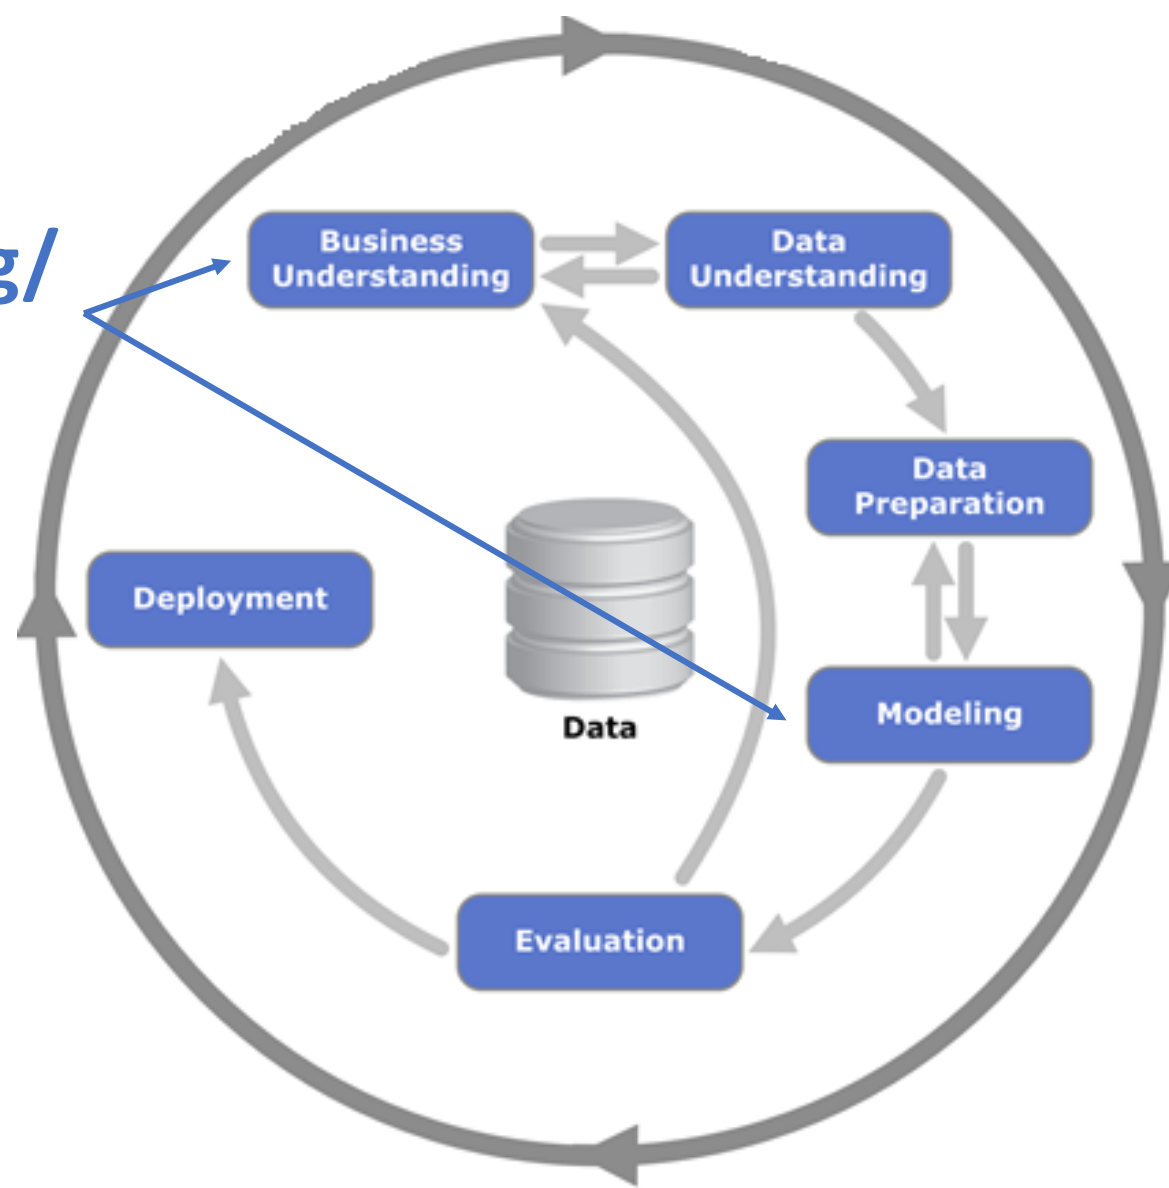 g/
Business
Understanding
Data
Understanding
Data
Preparation
Deployment
Modeling
Data
Evaluation